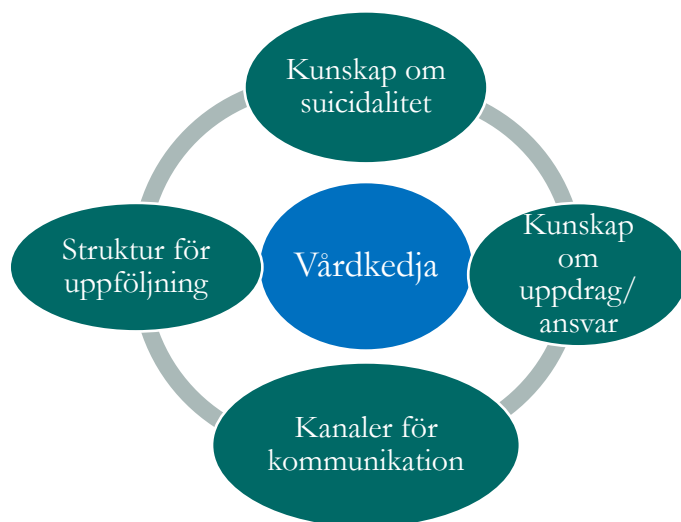 Kunskap om
suicidalitet
Struktur för
uppföljning
Vårdkedja
Kunskap
om
uppdrag/
ansvar
Kanaler för
kommunikation